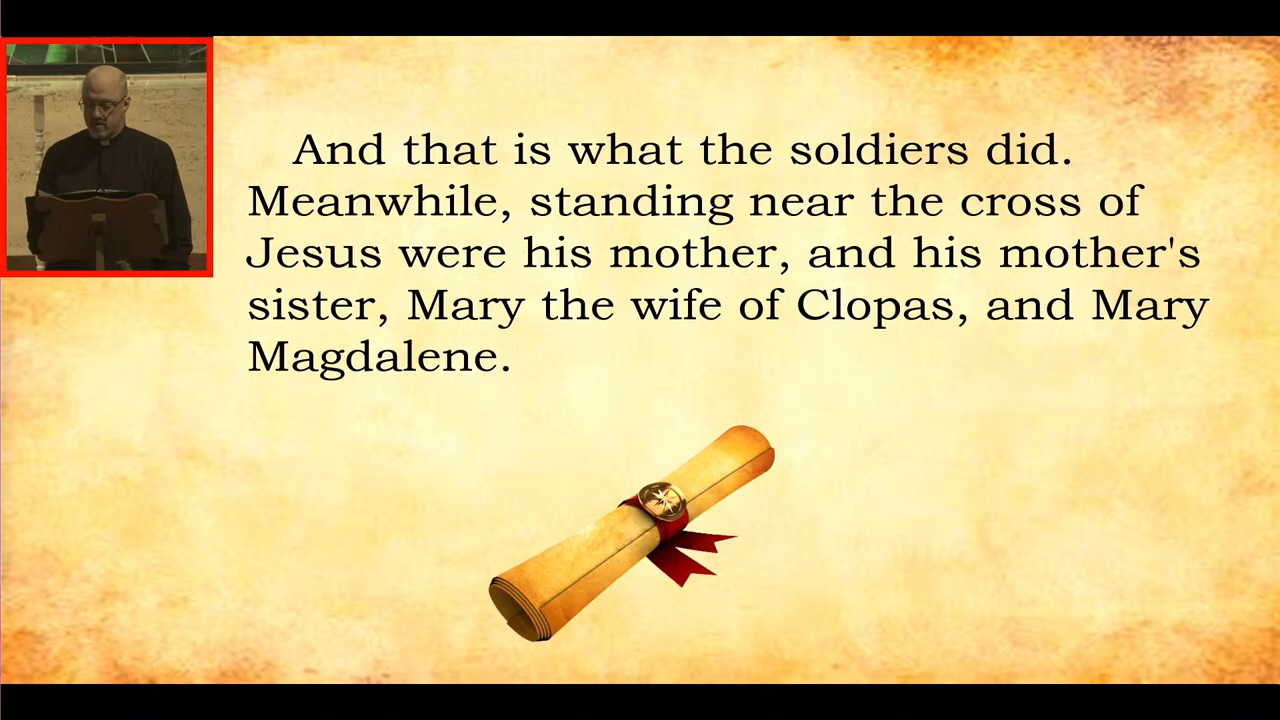 And that is what the soldiers did.
Meanwhile, standing near the cross of
Jesus were his mother, and his mother's
sister, Mary the wife of Clopas, and Mary
Magdalene.